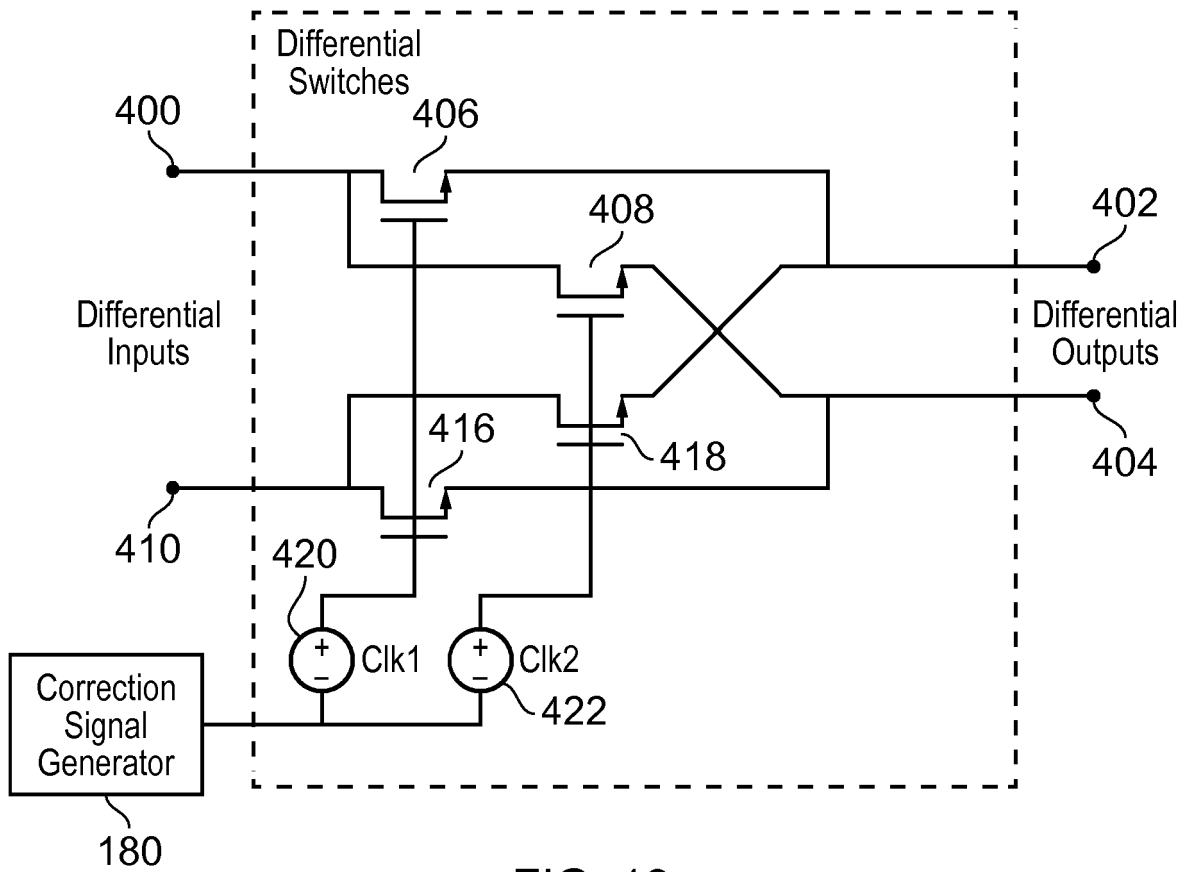 Differential
Switches
400
406
408
402
Differential
Inputs
Differential
Outputs
416
418
404
410
420
+
−
Clk1
+
−
Clk2
422
Correction
Signal
Generator
180